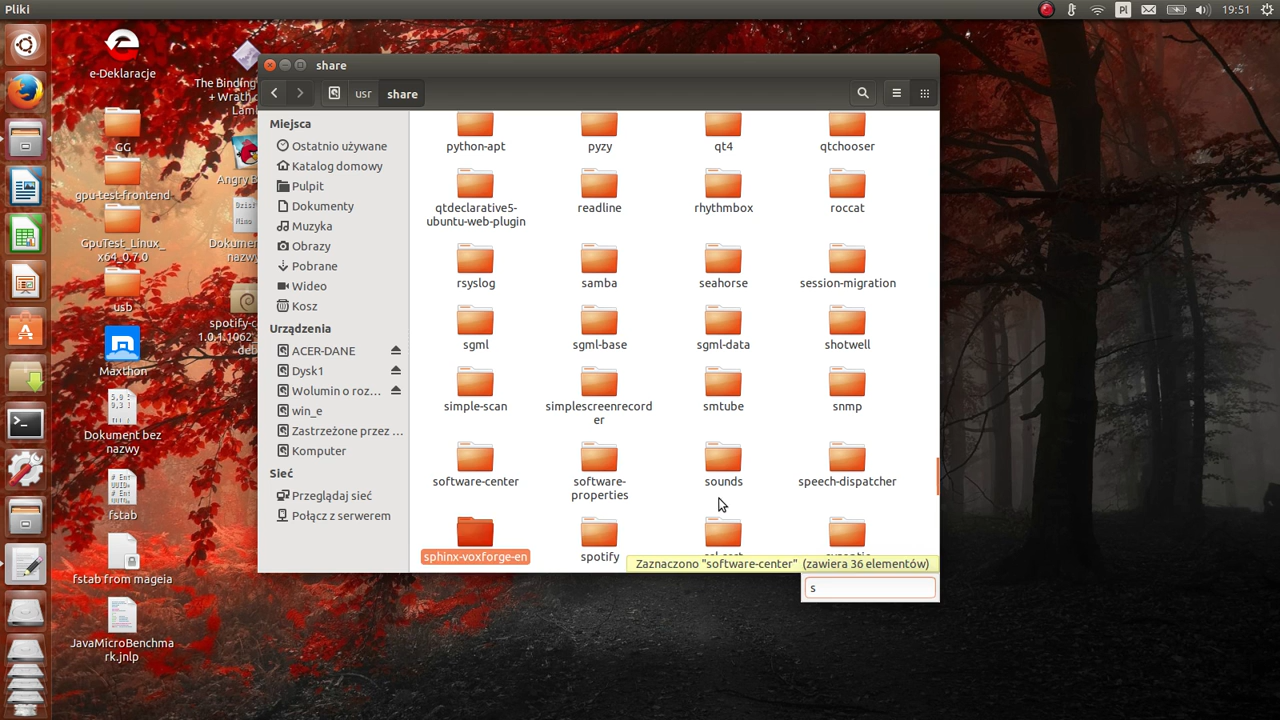 Pliki
Pl
19:51
e-Deklaracje
The Binding
+ Wrath o
Lam
GG
gpu-test-frontend
Angry B
GpuTest_Linux_
x64_0.7.0
Dokument
nazwy
usb
spotify-c
1.0.1.1062
deb
Maxthon
Dokument bez
nazwy
# Ent
fstab
fstab from mageia
JavaMicroBenchma
rk.jnlp
share
usr
share
Miejsca
Ostatnio używane
Katalog domowy
Pulpit
Dokumenty
Muzyka
Obrazy
Pobrane
Wideo
Kosz
Urządzenia
ACER-DANE
Dysk1
Wolumin o roz...
win_e
Zastrzeżone przez ...
Komputer
Sieć
Przeglądaj sieć
Połącz z serwerem
python-apt
pyzy
qt4
qtchooser
qtdeclarative5-
ubuntu-web-plugin
readline
rhythmbox
roccat
rsyslog
samba
seahorse
session-migration
sgml
sgml-base
sgml-data
shotwell
simple-scan
simplescreenrecord
er
smtube
snmp
software-center
software-
properties
sounds
speech-dispatcher
sphinx-voxforge-en
spotify
Zaznaczono "software-center" (zawiera 36 elementów)
s